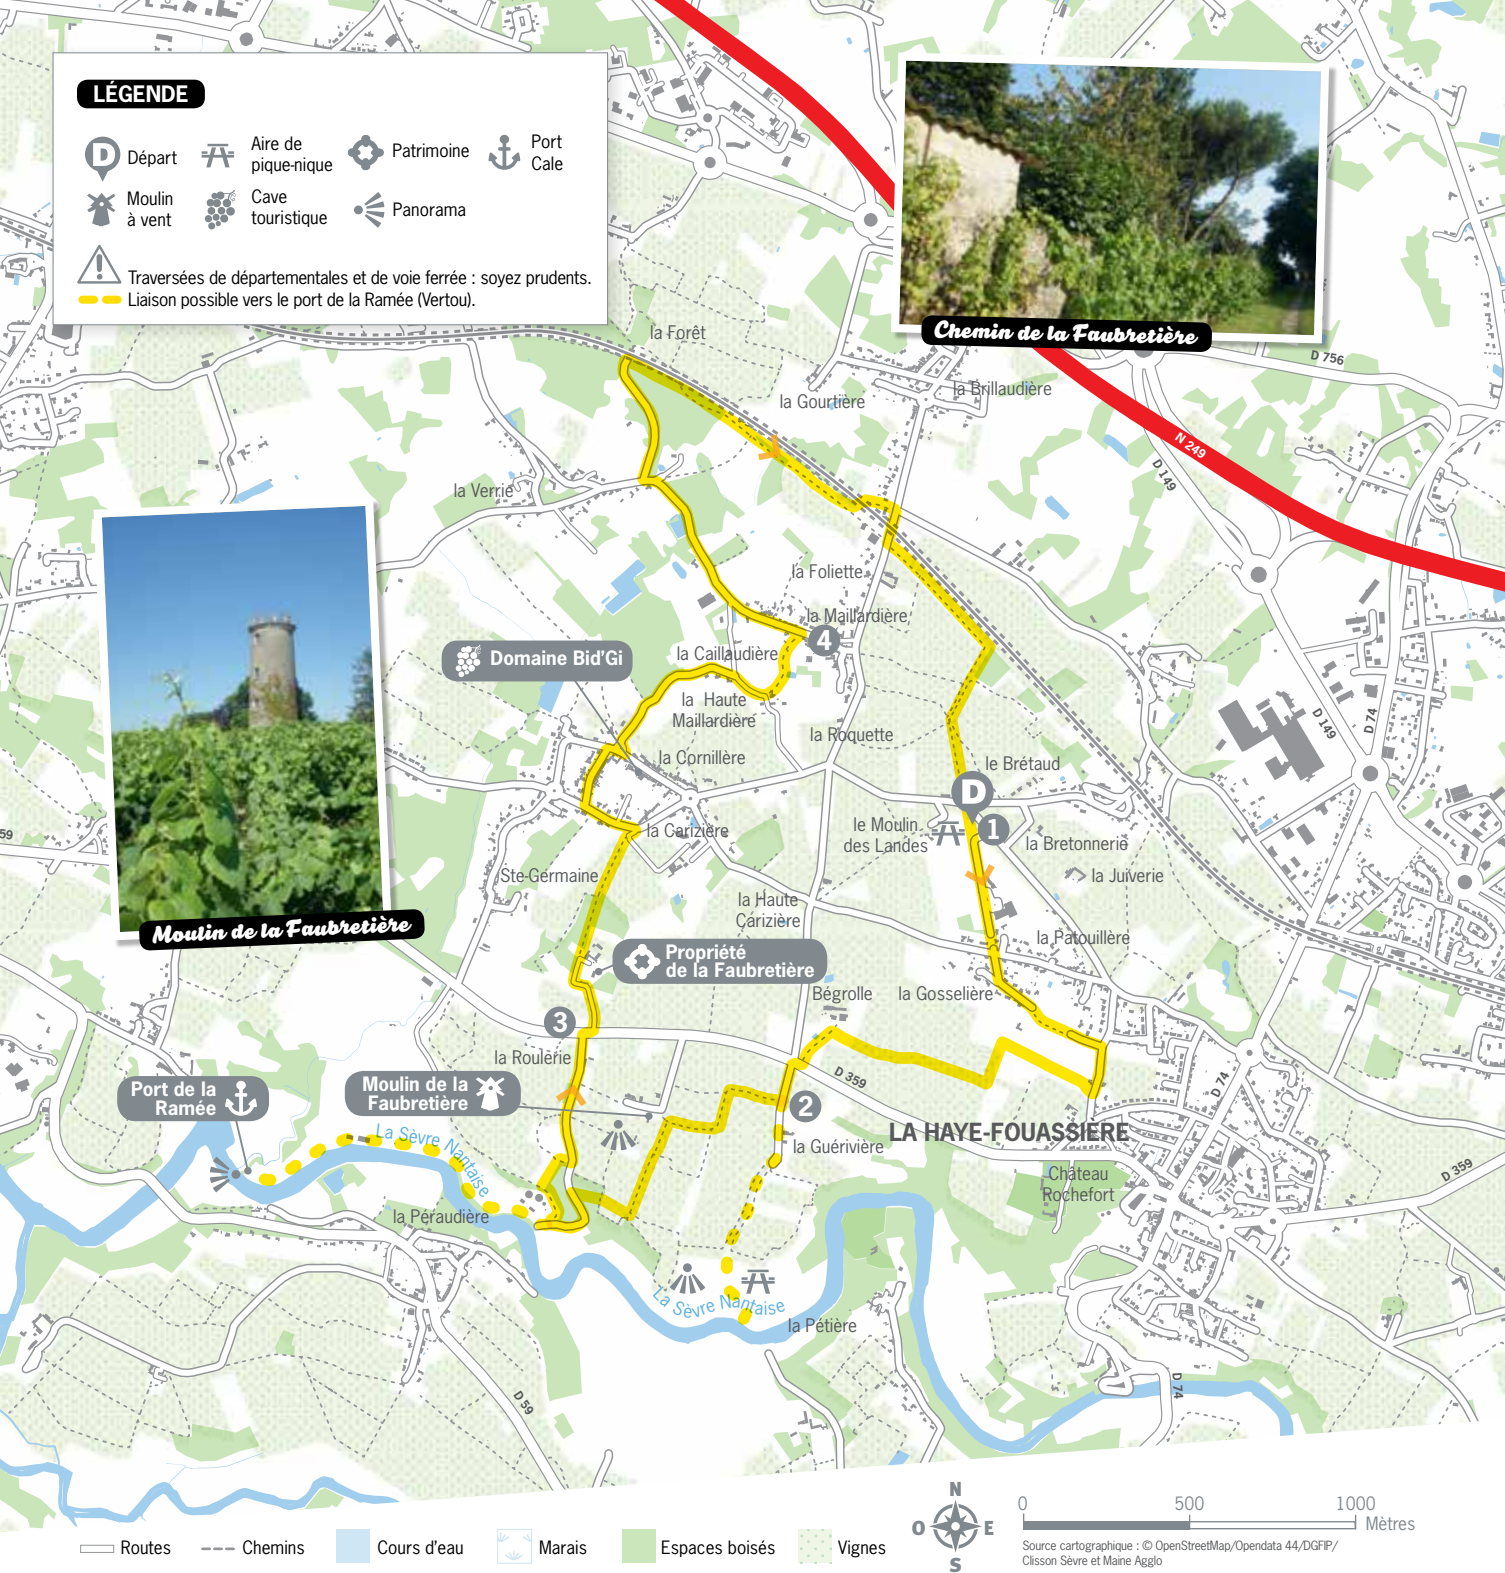 LÉGENDE
D Départ
Aire de
pique-nique
Patrimoine
Port
Cale
Moulin
à vent
Cave
touristique
Panorama
Traversées de départementales et de voie ferrée : soyez prudents.
Liaison possible vers le port de la Ramée (Vertou).
Chemin de la Faubretière
la Forêt
D 756
la Brillaudière
la Gourtière
N 249
D 149
la Verrie
la Foliette
la Maillardière
4
Domaine Bid'Gi
la Caillaudière
la Haute
Maillardière
D 149
D 74
la Roquette
la Cornillère
le Brétaud
D
1
le Moulin
des Landes
la Carizière
la Bretonnerie
59
Ste-Germaine
la Juiverie
la Haute
Carizière
Moulin de la Faubretière
la Patouillère
Propriété
de la Faubretière
Bégrolle
la Gosselière
3
la Roulerie
D 359
D 74
Port de la
Ramée
Moulin de la
Faubretière
2
La Sèvre Nantaise
la Guérivière
LA HAYE-FOUASSIÈRE
Château
Rochefort
D 359
la Péraudière
La Sèvre Nantaise
la Pétière
D 59
D 74
N
O
E
S
0
500
1000
Mètres
Source cartographique : © OpenStreetMap/Opendata 44/DGFIP/
Clisson Sèvre et Maine Agglo
Routes
Chemins
Cours d'eau
Marais
Espaces boisés
Vignes